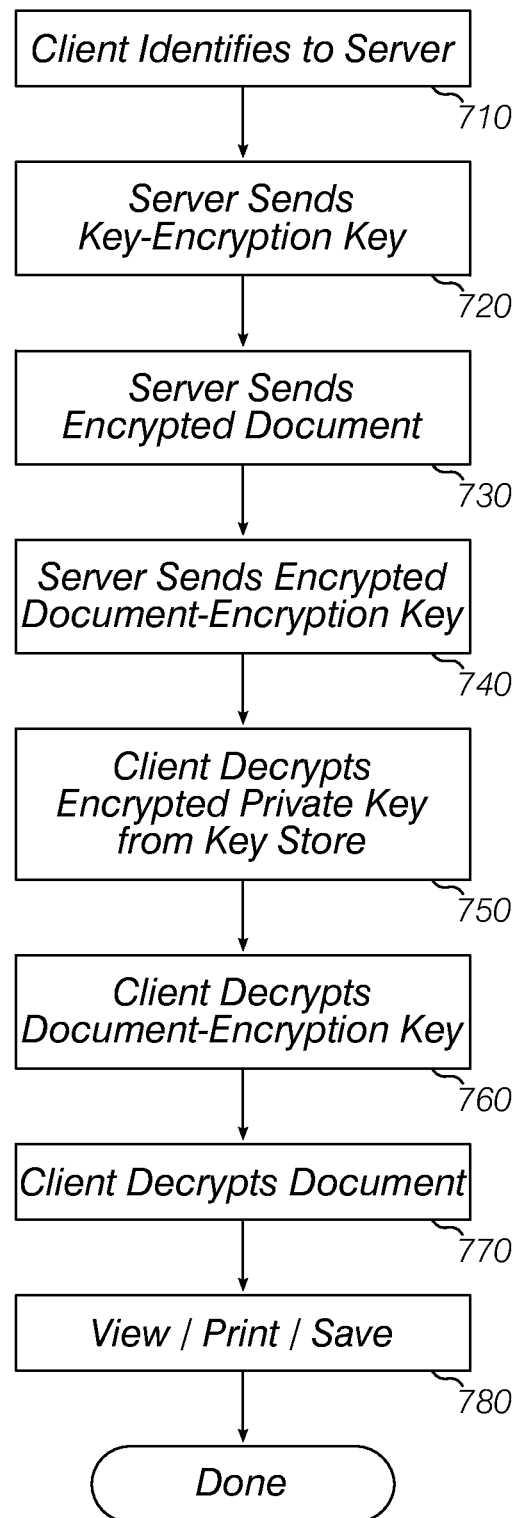 Client Identifies to Server
710
Server Sends
Key-Encryption Key
720
Server Sends
Encrypted Document
730
Server Sends Encrypted
Document-Encryption Key
740
Client Decrypts
Encrypted Private Key
from Key Store
750
Client Decrypts
Document-Encryption Key
760
Client Decrypts Document
770
View / Print / Save
780
Done